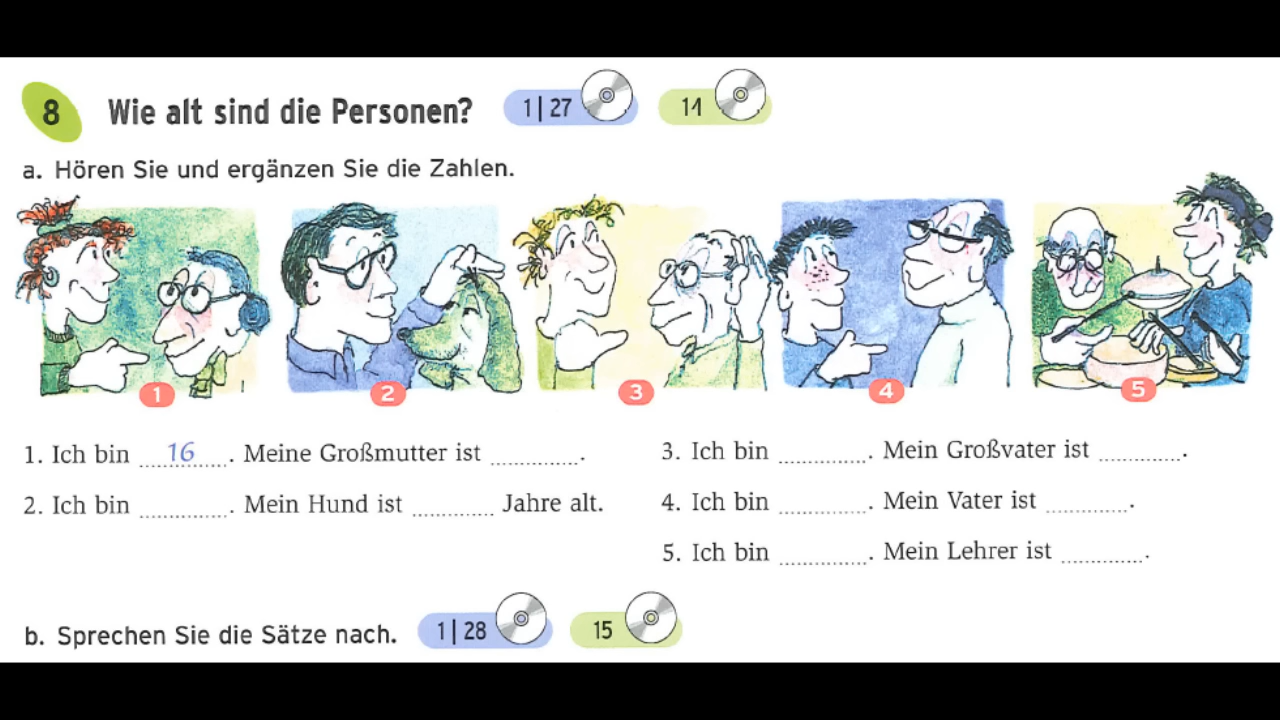 8 Wie alt sind die Personen? 1|27 14
a. Hören Sie und ergänzen Sie die Zahlen.
1 2 3 4 5
1. Ich bin 16. Meine Großmutter ist ............
2. Ich bin ........... . Mein Hund ist ........... Jahre alt.
3. Ich bin ........... . Mein Großvater ist ........... .
4. Ich bin ........... . Mein Vater ist ........... .
5. Ich bin ........... . Mein Lehrer ist ........... .
b. Sprechen Sie die Sätze nach. 1|28 15